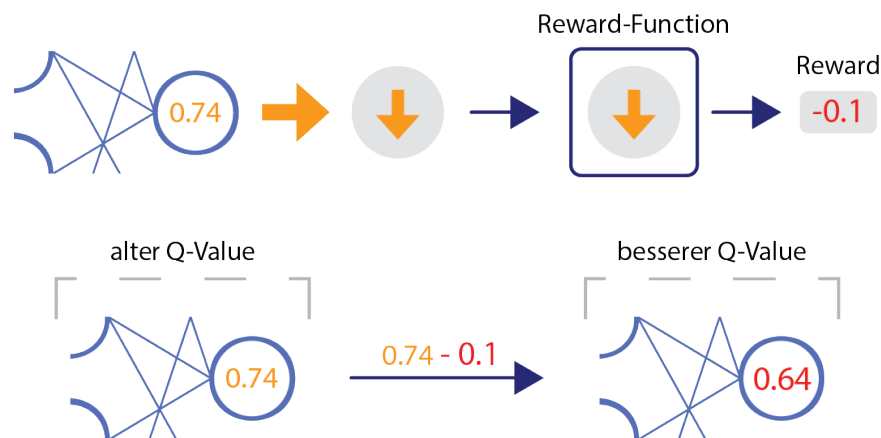 Reward-Function
Reward
0.74
-0.1
alter Q-Value
besserer Q-Value
0.74 - 0.1
0.74
0.64